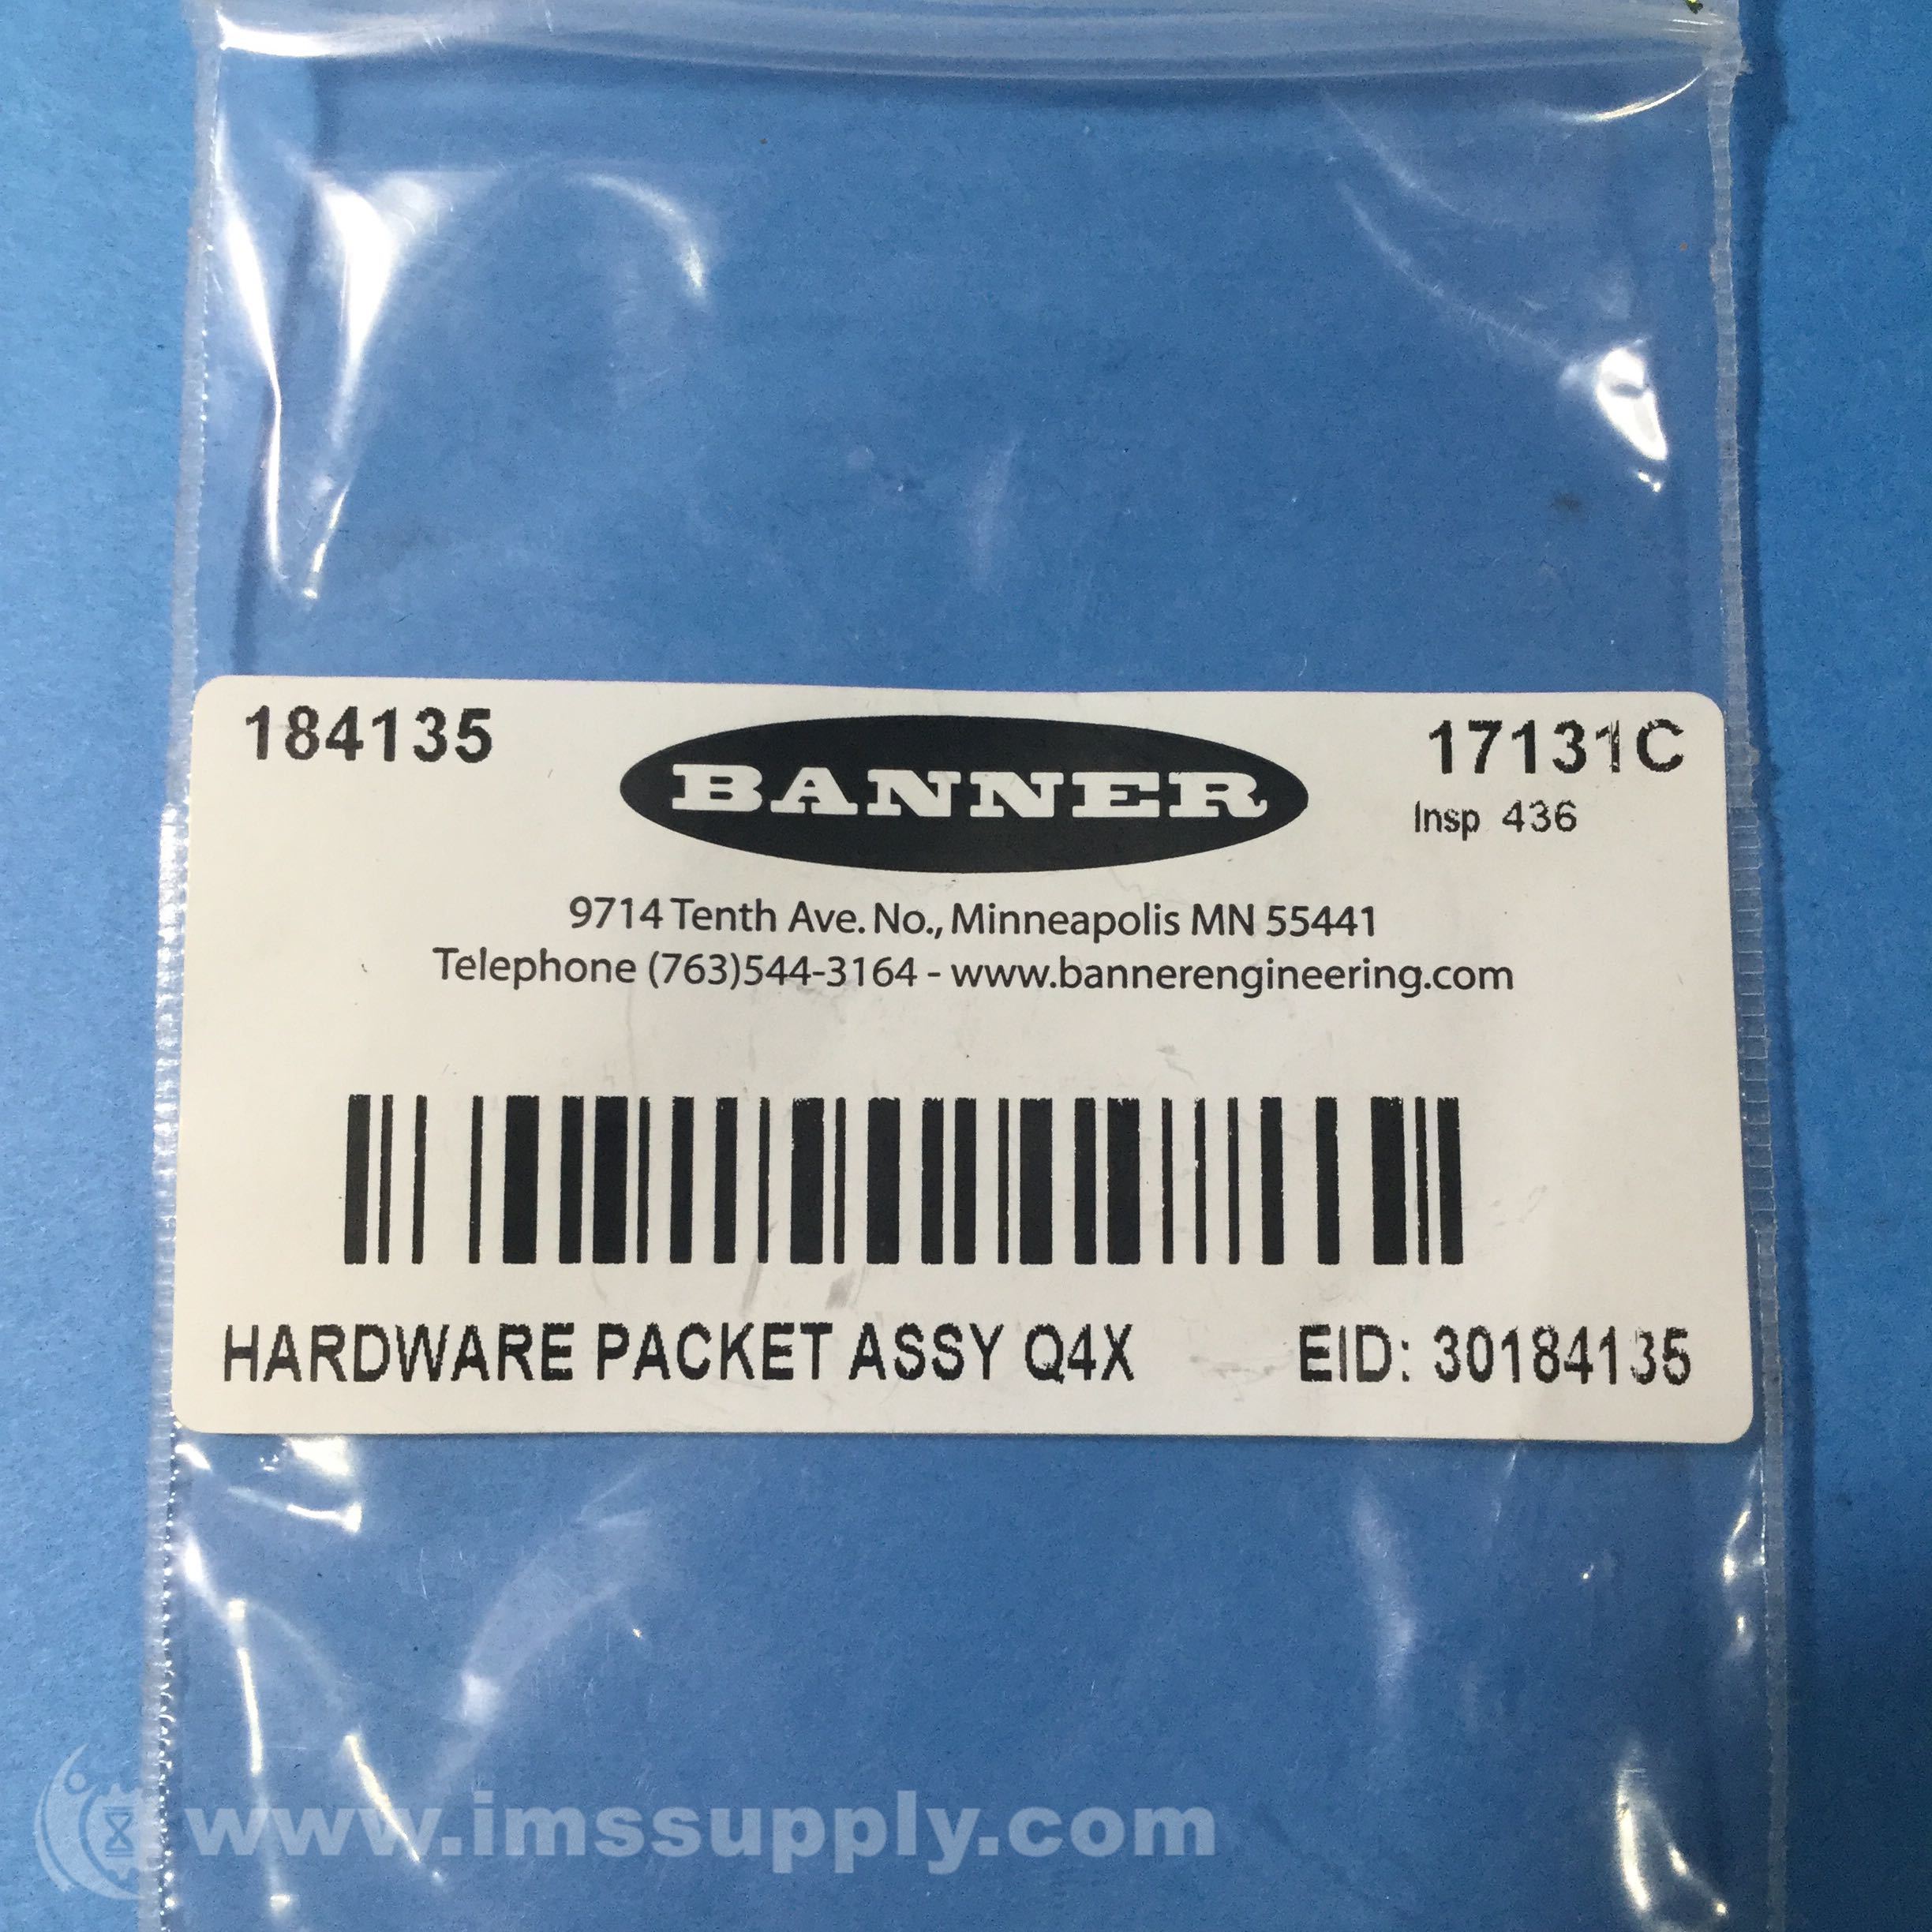 184135
BANNER
17131C
Insp 436
9714 Tenth Ave. No., Minneapolis MN 55441
Telephone (763)544-3164 - www.bannerengineering.com
HARDWARE PACKET ASSY Q4X
EID: 30184135
www.imssupply.com